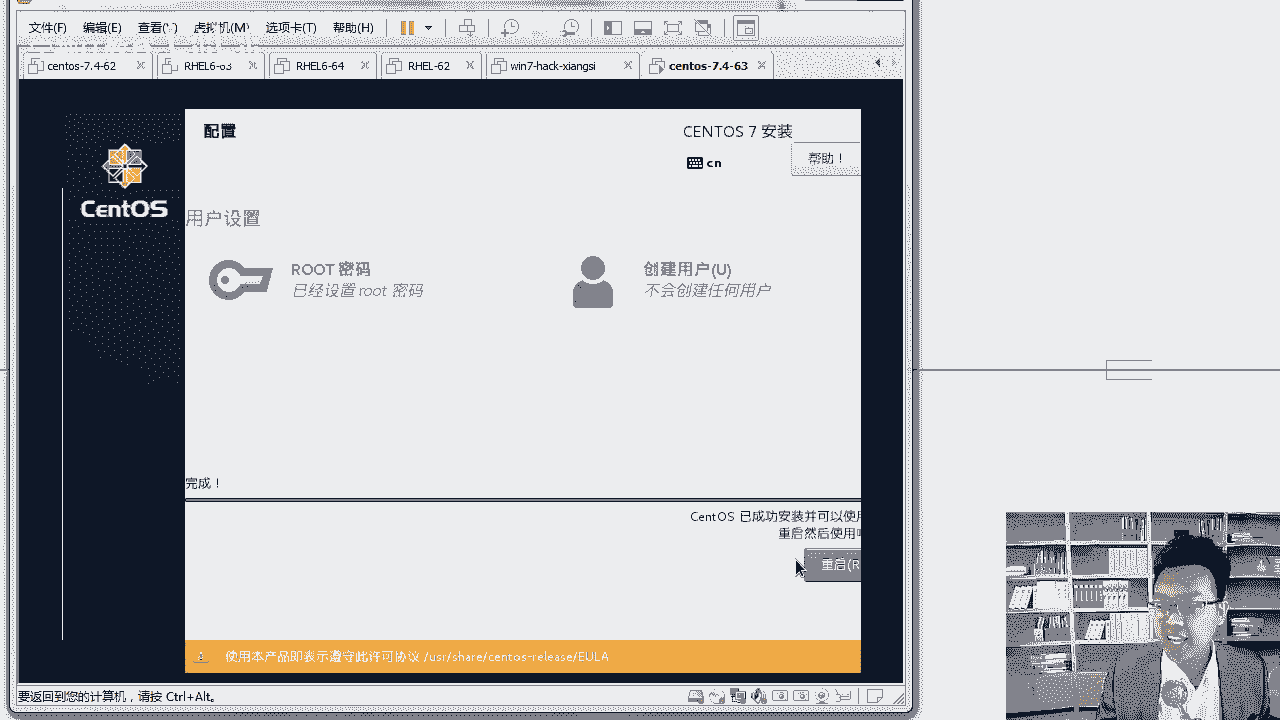 文件(F) 编辑(E) 查看(V) 虚拟机(M) 选项卡(T) 帮助(H)
centos-7.4-62 RHEL6-63 RHEL6-64 RHEL-62 win7-hack-xiangsi centos-7.4-63
配置 CENTOS 7 安装
cn 帮助！
CentOS
用户设置
ROOT 密码 创建用户(U)
已经设置 root 密码 不会创建任何用户
完成！
CentOS 已成功安装并可以使用
重启然后使用
重启(R
使用本产品即表示遵守此许可协议 /usr/share/centos-release/EULA
要返回到您的计算机，请按 Ctrl+Alt。